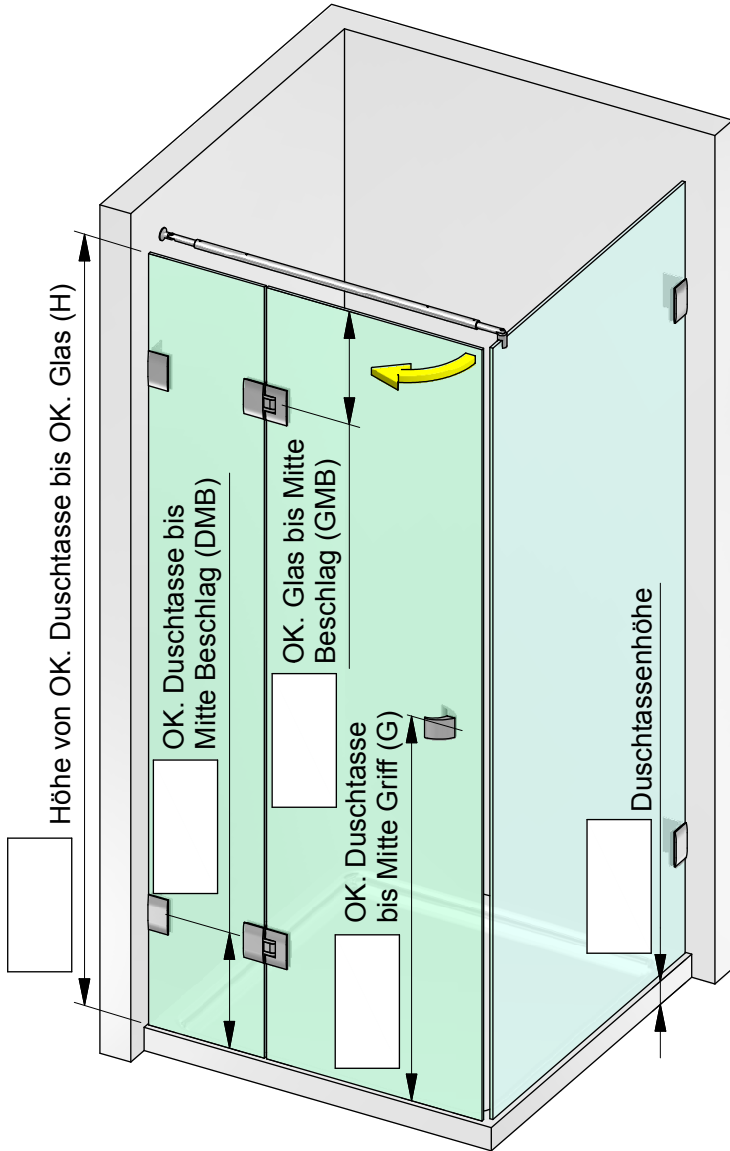 Höhe von OK. Duschtasse bis OK. Glas (H)
OK. Duschtasse bis
Mitte Beschlag (DMB)
OK. Glas bis Mitte
Beschlag (GMB)
OK. Duschtasse
bis Mitte Griff (G)
Duschtassenhöhe